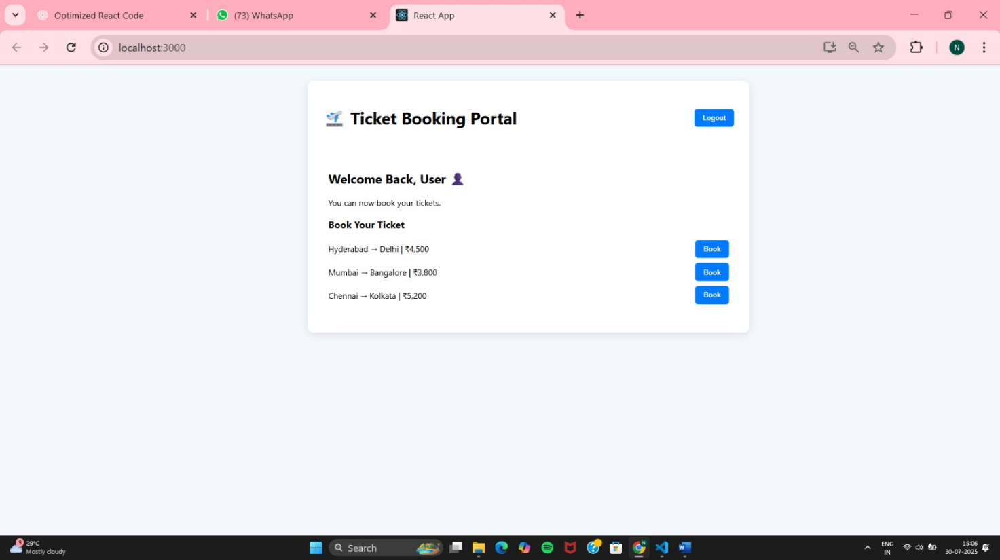 Optimized React Code
(73) WhatsApp
React App
localhost:3000
N
Ticket Booking Portal
Logout
Welcome Back, User
You can now book your tickets.
Book Your Ticket
Hyderabad → Delhi | ₹4,500
Book
Mumbai → Bangalore | ₹3,800
Book
Chennai → Kolkata | ₹5,200
Book
29°C
Mostly cloudy
Search
ENG
IN
15:06
30-07-2025